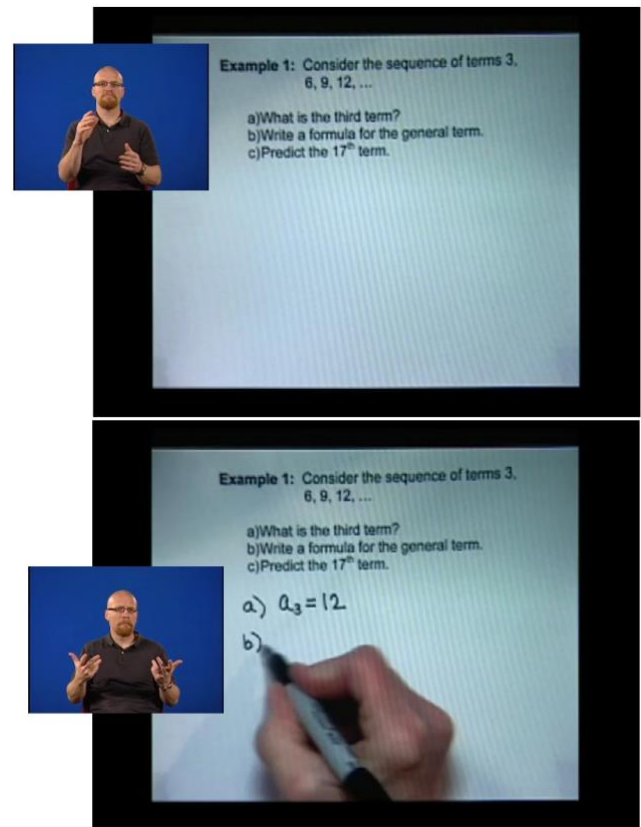 Example 1: Consider the sequence of terms 3,
6, 9, 12, ...
a)What is the third term?
b)Write a formula for the general term.
c)Predict the 17th term.
Example 1: Consider the sequence of terms 3,
6, 9, 12, ...
a)What is the third term?
b)Write a formula for the general term.
c)Predict the 17th term.
a) a₃ = 12
b)